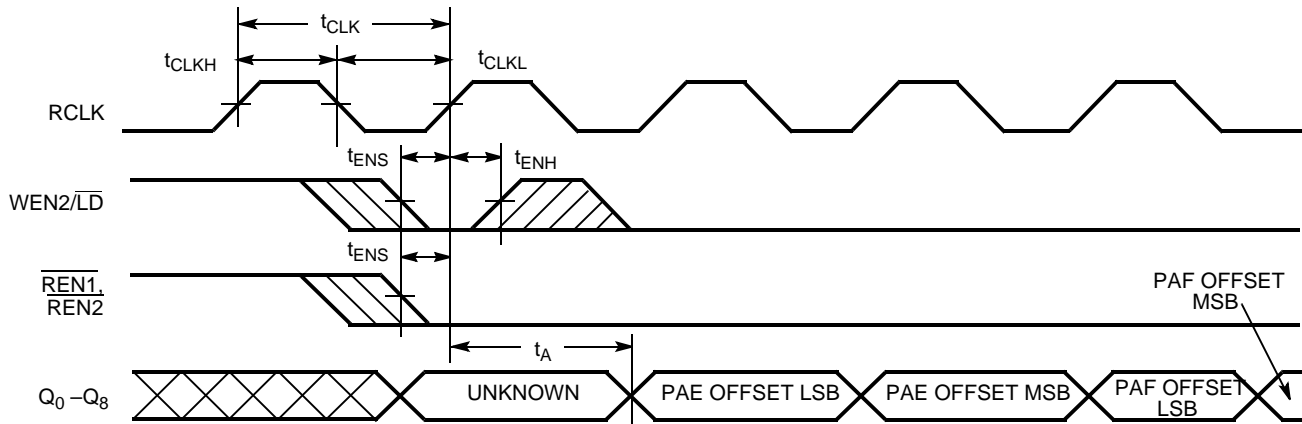 tCLK
tCLKH
tCLKL
RCLK
tENS
tENH
WEN2/LD
tENS
REN1,
REN2
PAF OFFSET
MSB
tA
Q0 –Q8
UNKNOWN
PAE OFFSET LSB
PAE OFFSET MSB
PAF OFFSET
LSB